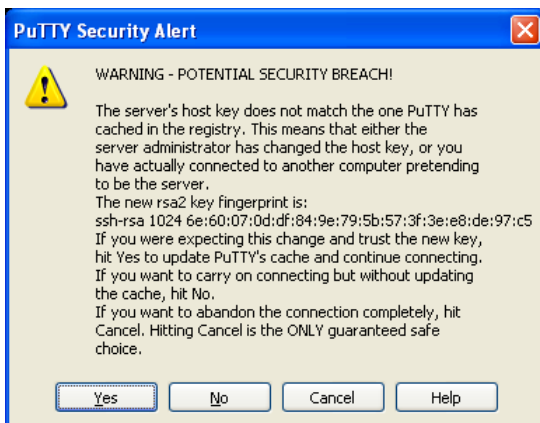 PuTTY Security Alert
WARNING - POTENTIAL SECURITY BREACH!
The server's host key does not match the one PuTTY has
cached in the registry. This means that either the
server administrator has changed the host key, or you
have actually connected to another computer pretending
to be the server.
The new rsa2 key fingerprint is:
ssh-rsa 1024 6e:60:07:0d:df:84:9e:79:5b:57:3f:3e:e8:de:97:c5
If you were expecting this change and trust the new key,
hit Yes to update PuTTY's cache and continue connecting.
If you want to carry on connecting but without updating
the cache, hit No.
If you want to abandon the connection completely, hit
Cancel. Hitting Cancel is the ONLY guaranteed safe
choice.
Yes No Cancel Help